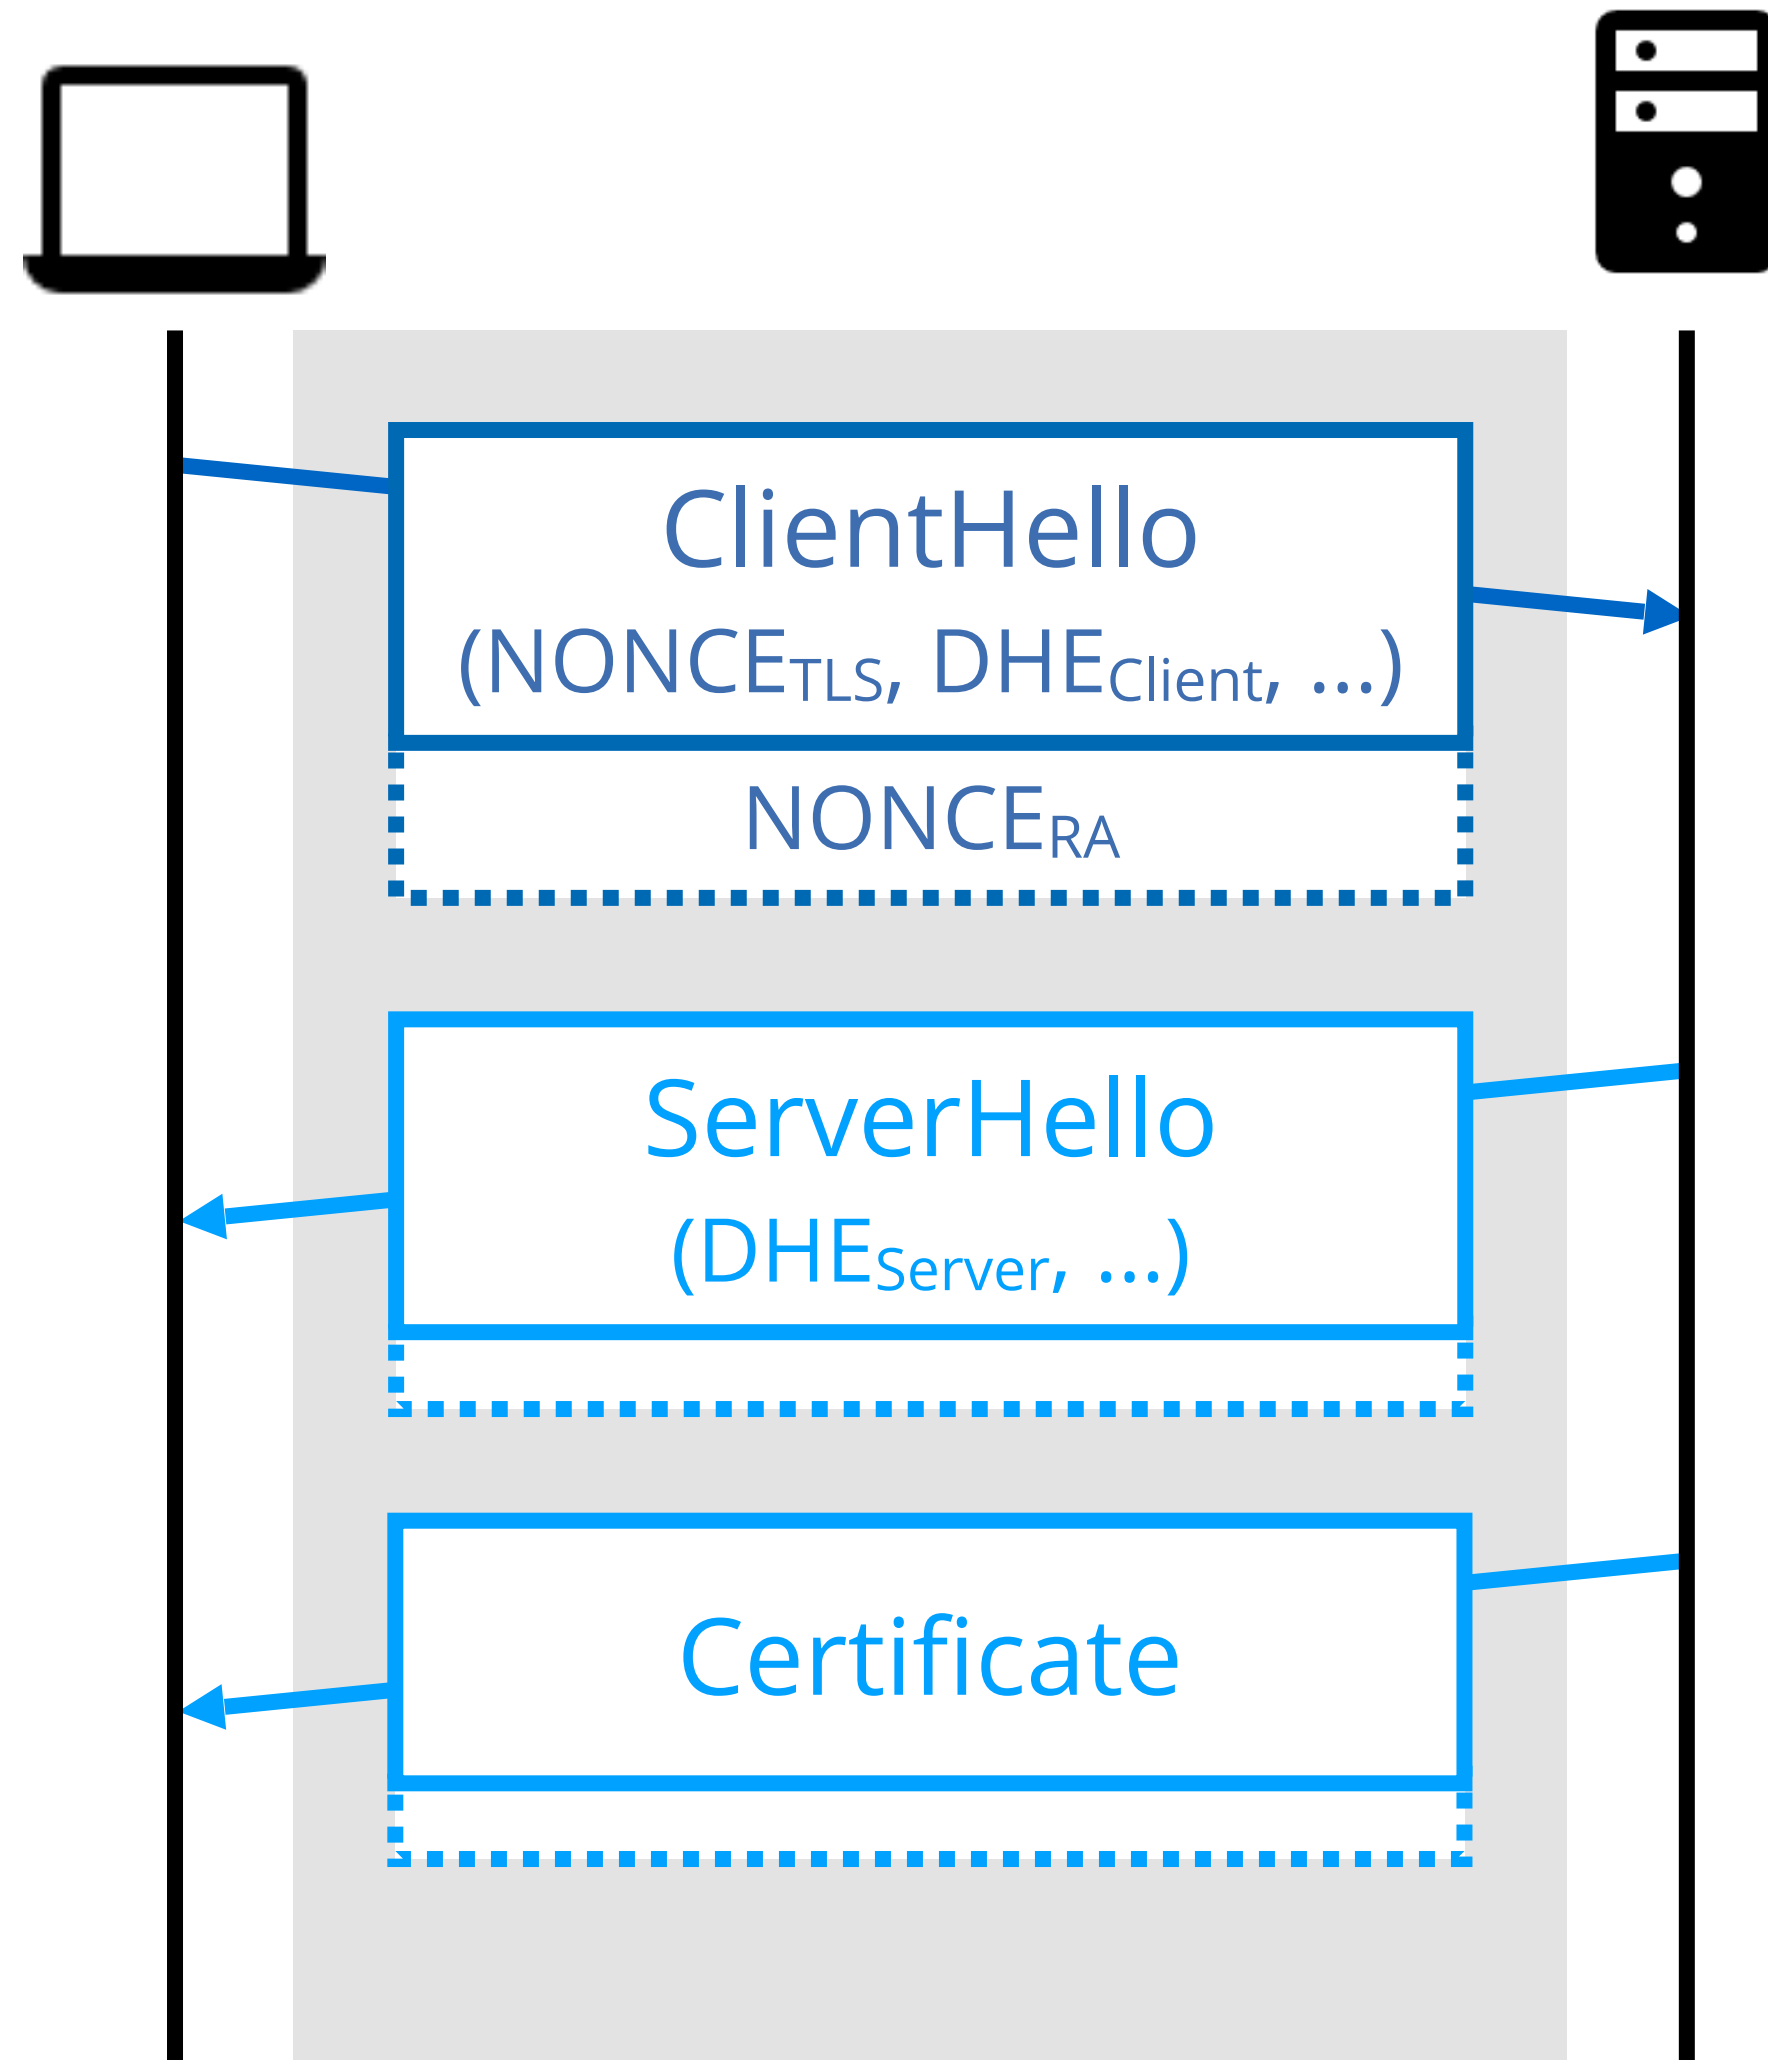 ClientHello
(NONCETLS, DHEClient, ...)
NONCERA
ServerHello
(DHEServer, ...)
Certificate